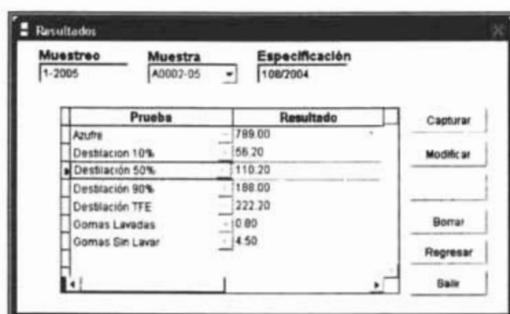 Resultados
Muestreo Muestra Especificación
1-2005 A0002-05 108/2004
Prueba Resultado
Azufre 789.00
Destilacion 10% 56.20
Destilación 50% 110.20
Destilación 90% 188.00
Destilación TFE 222.20
Gomas Lavadas 0.80
Gomas Sin Lavar 4.50
Capturar
Modificar
Borrar
Regresar
Salir